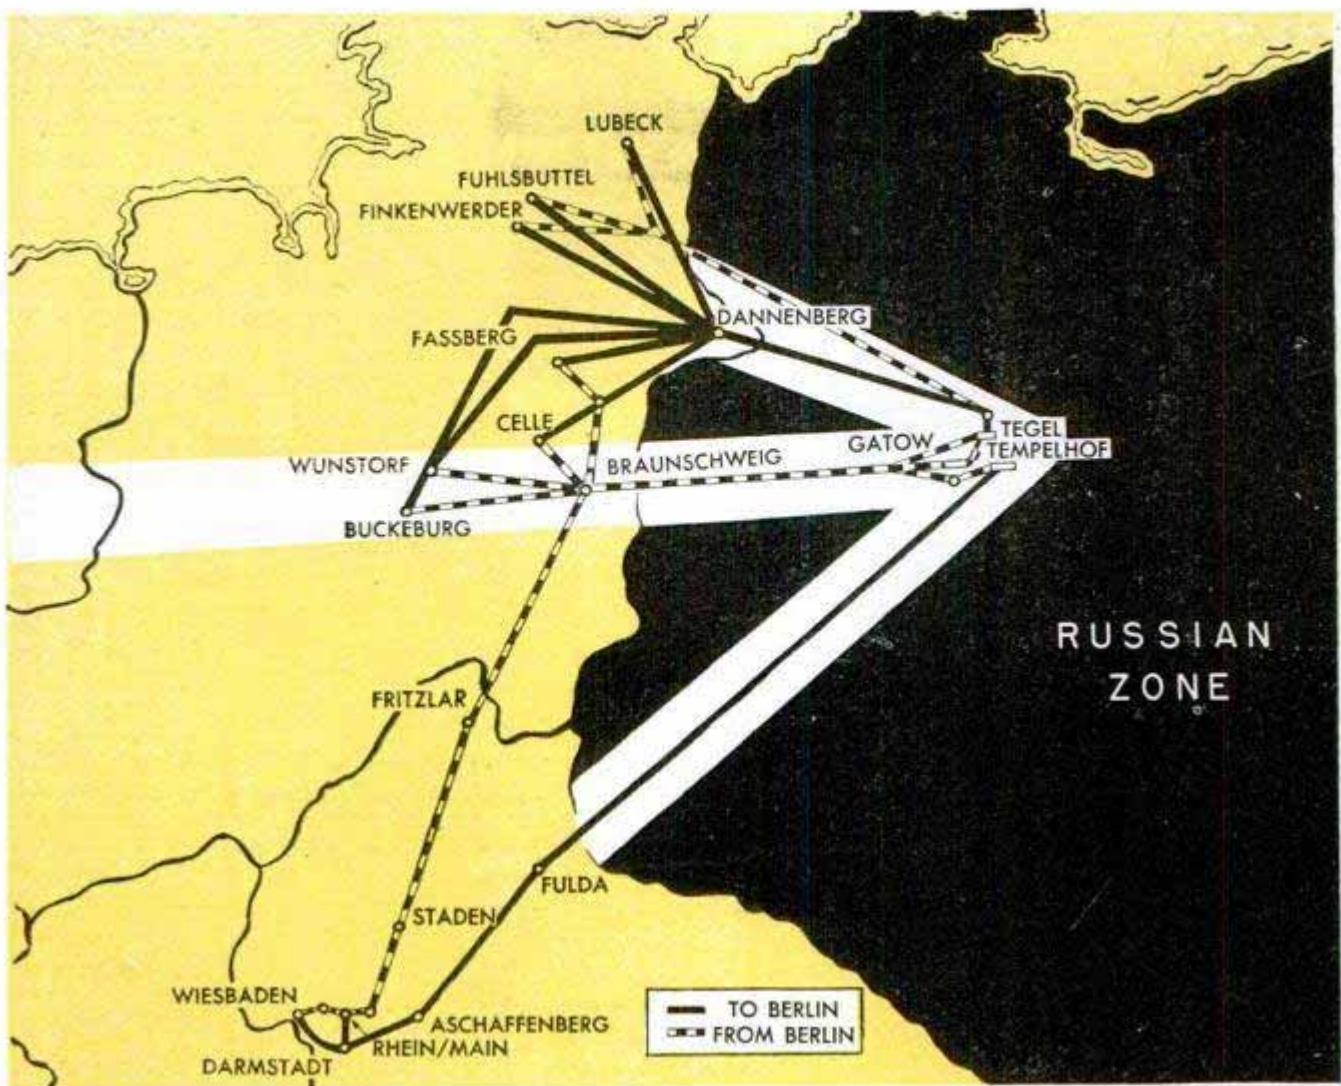 LUBECK
FUHLSBUTTEL
FINKENWERDER
DANNENBERG
FASSBERG
CELLE
GATOW
TEGEL
TEMPELHOF
WUNSTORF
BRAUNSCHWEIG
BUCKEBURG
RUSSIAN
ZONE
FRITZLAR
FULDA
STADEN
WIESBADEN
ASCHAFFENBERG
RHEIN/MAIN
DARMSTADT
TO BERLIN
FROM BERLIN